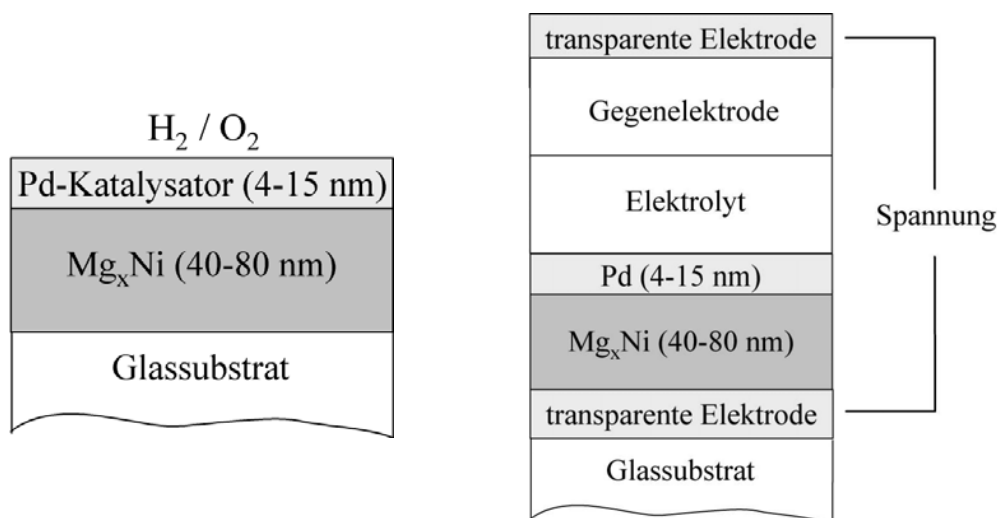 H₂ / O₂
Pd-Katalysator (4-15 nm)
MgₓNi (40-80 nm)
Glassubstrat
transparente Elektrode
Gegenelektrode
Elektrolyt
Spannung
Pd (4-15 nm)
MgₓNi (40-80 nm)
transparente Elektrode
Glassubstrat